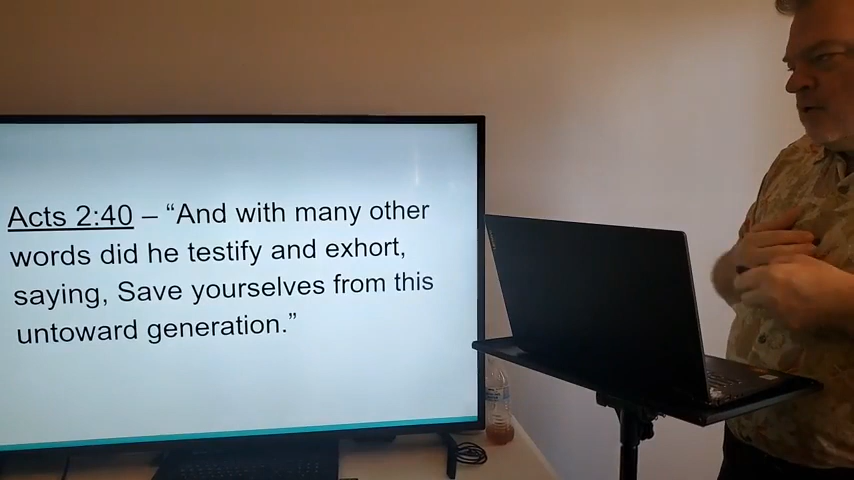 Acts 2:40 – “And with many other
words did he testify and exhort,
saying, Save yourselves from this
untoward generation.”